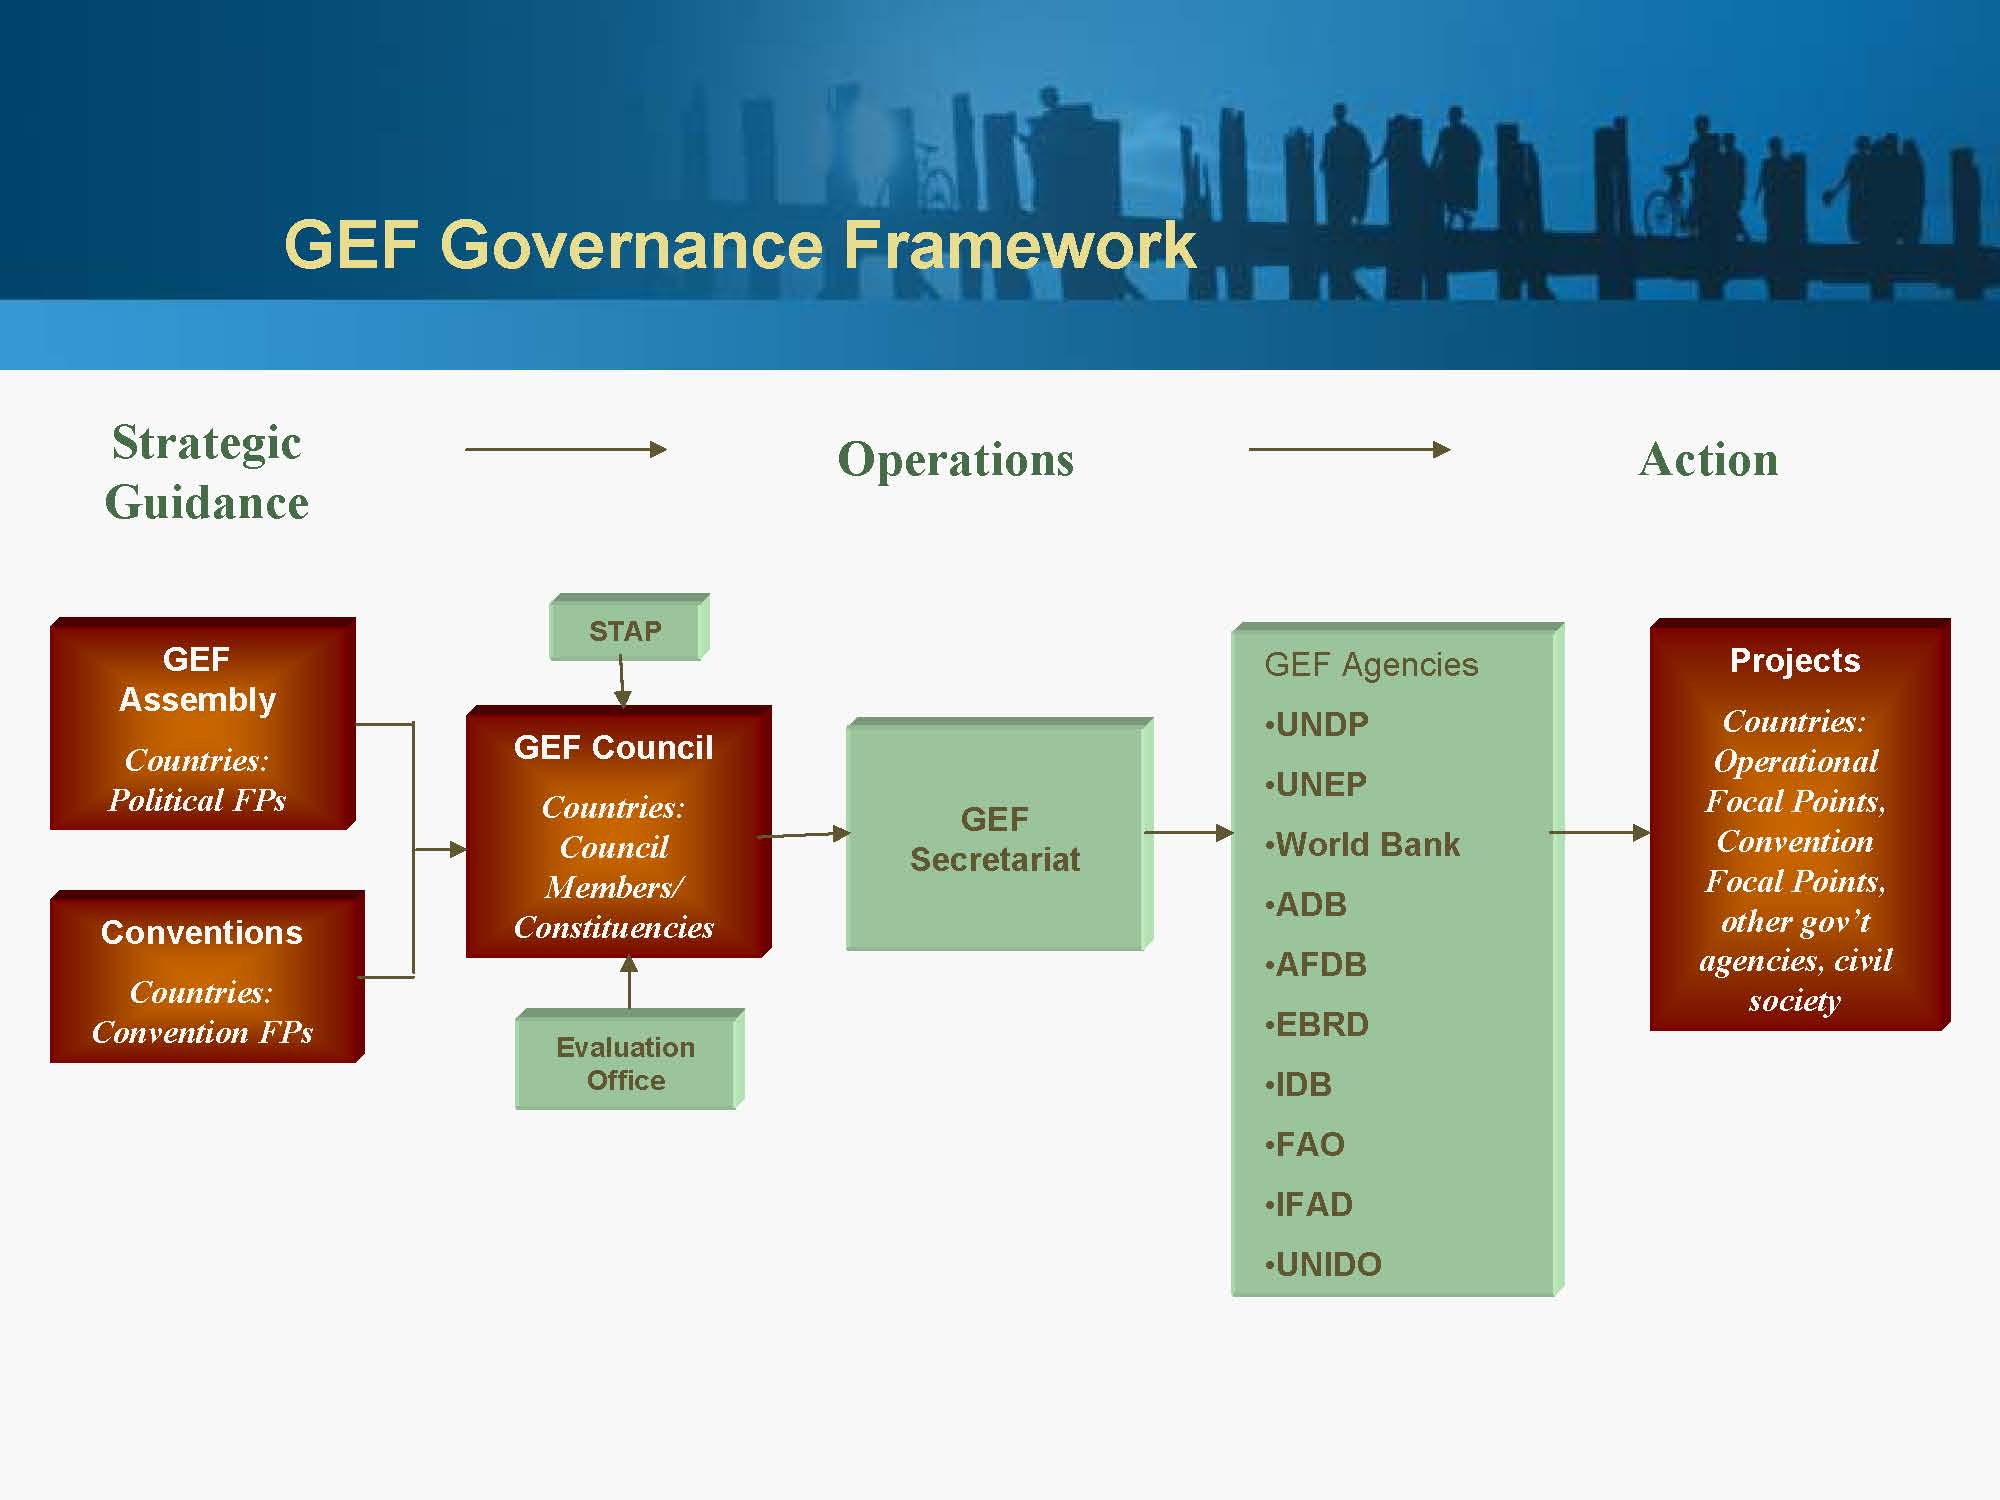 GEF Governance Framework
Strategic
Guidance
Operations
Action
GEF
Assembly
Countries:
Political FPs
Conventions
Countries:
Convention FPs
STAP
GEF Council
Countries:
Council
Members/
Constituencies
Evaluation
Office
GEF
Secretariat
GEF Agencies
•UNDP
•UNEP
•World Bank
•ADB
•AFDB
•EBRD
•IDB
•FAO
•IFAD
•UNIDO
Projects
Countries:
Operational
Focal Points,
Convention
Focal Points,
other gov’t
agencies, civil
society